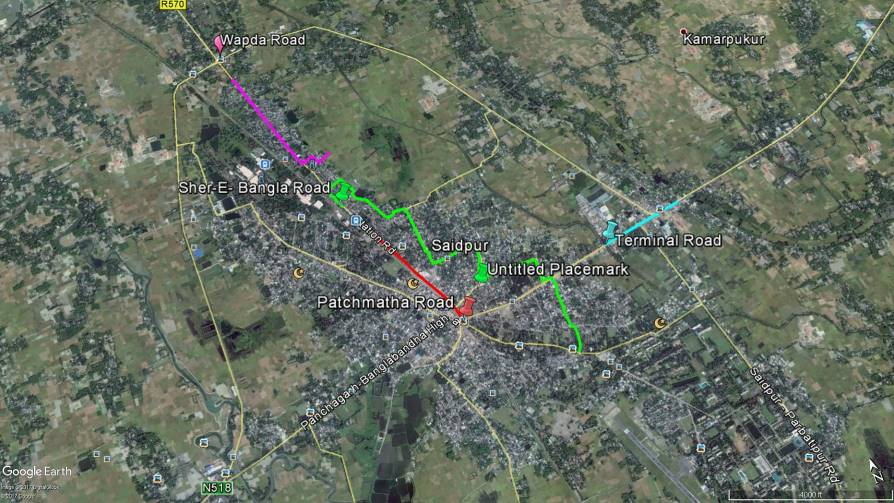 R570
Wapda Road
Kamarpukur
Sher-E- Bangla Road
Station Rd
Saidpur
Terminal Road
Untitled Placemark
Patchmatha Road
Panchagarh-Banglabandha High
Saidpur - Parbatipur Rd
Google Earth
N518
N
4000 ft